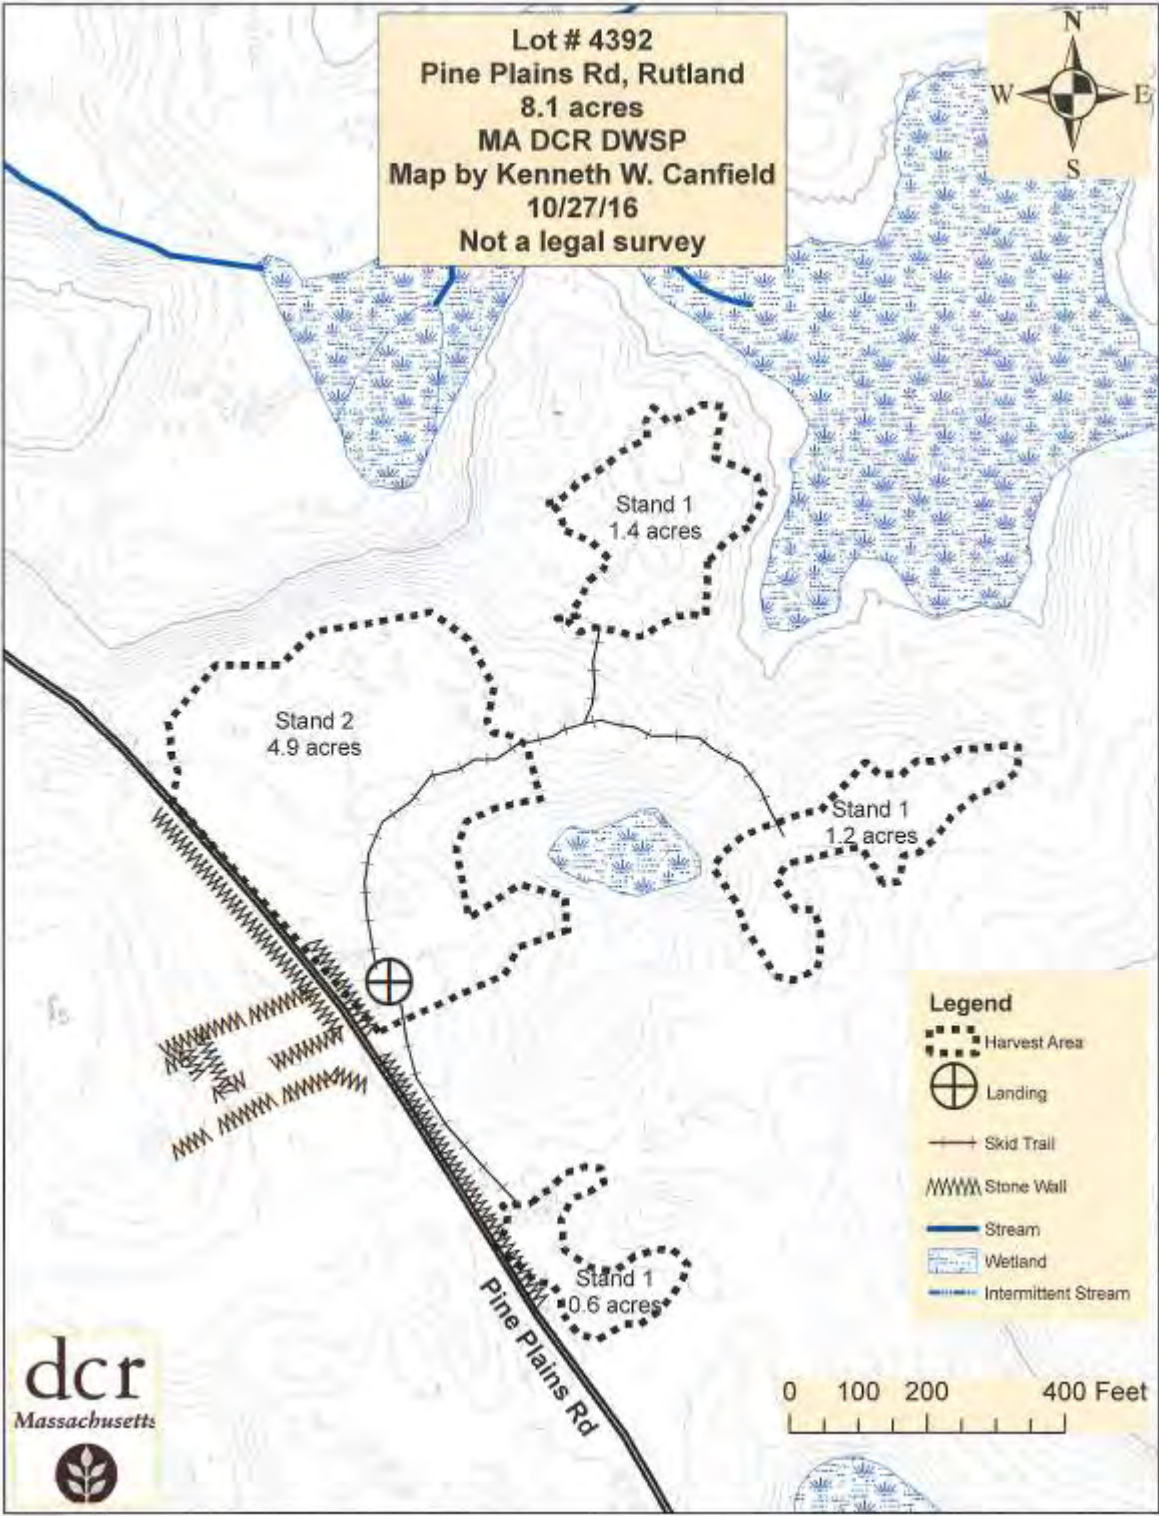 Lot # 4392
Pine Plains Rd, Rutland
8.1 acres
MA DCR DWSP
Map by Kenneth W. Canfield
10/27/16
Not a legal survey
N
W E
S
Stand 1
1.4 acres
Stand 2
4.9 acres
Stand 1
1.2 acres
Legend
Harvest Area
Landing
Skid Trail
Stone Wall
Stream
Wetland
Intermittent Stream
Stand 1
0.6 acres
Pine Plains Rd
dcr
Massachusetts
0 100 200 400 Feet